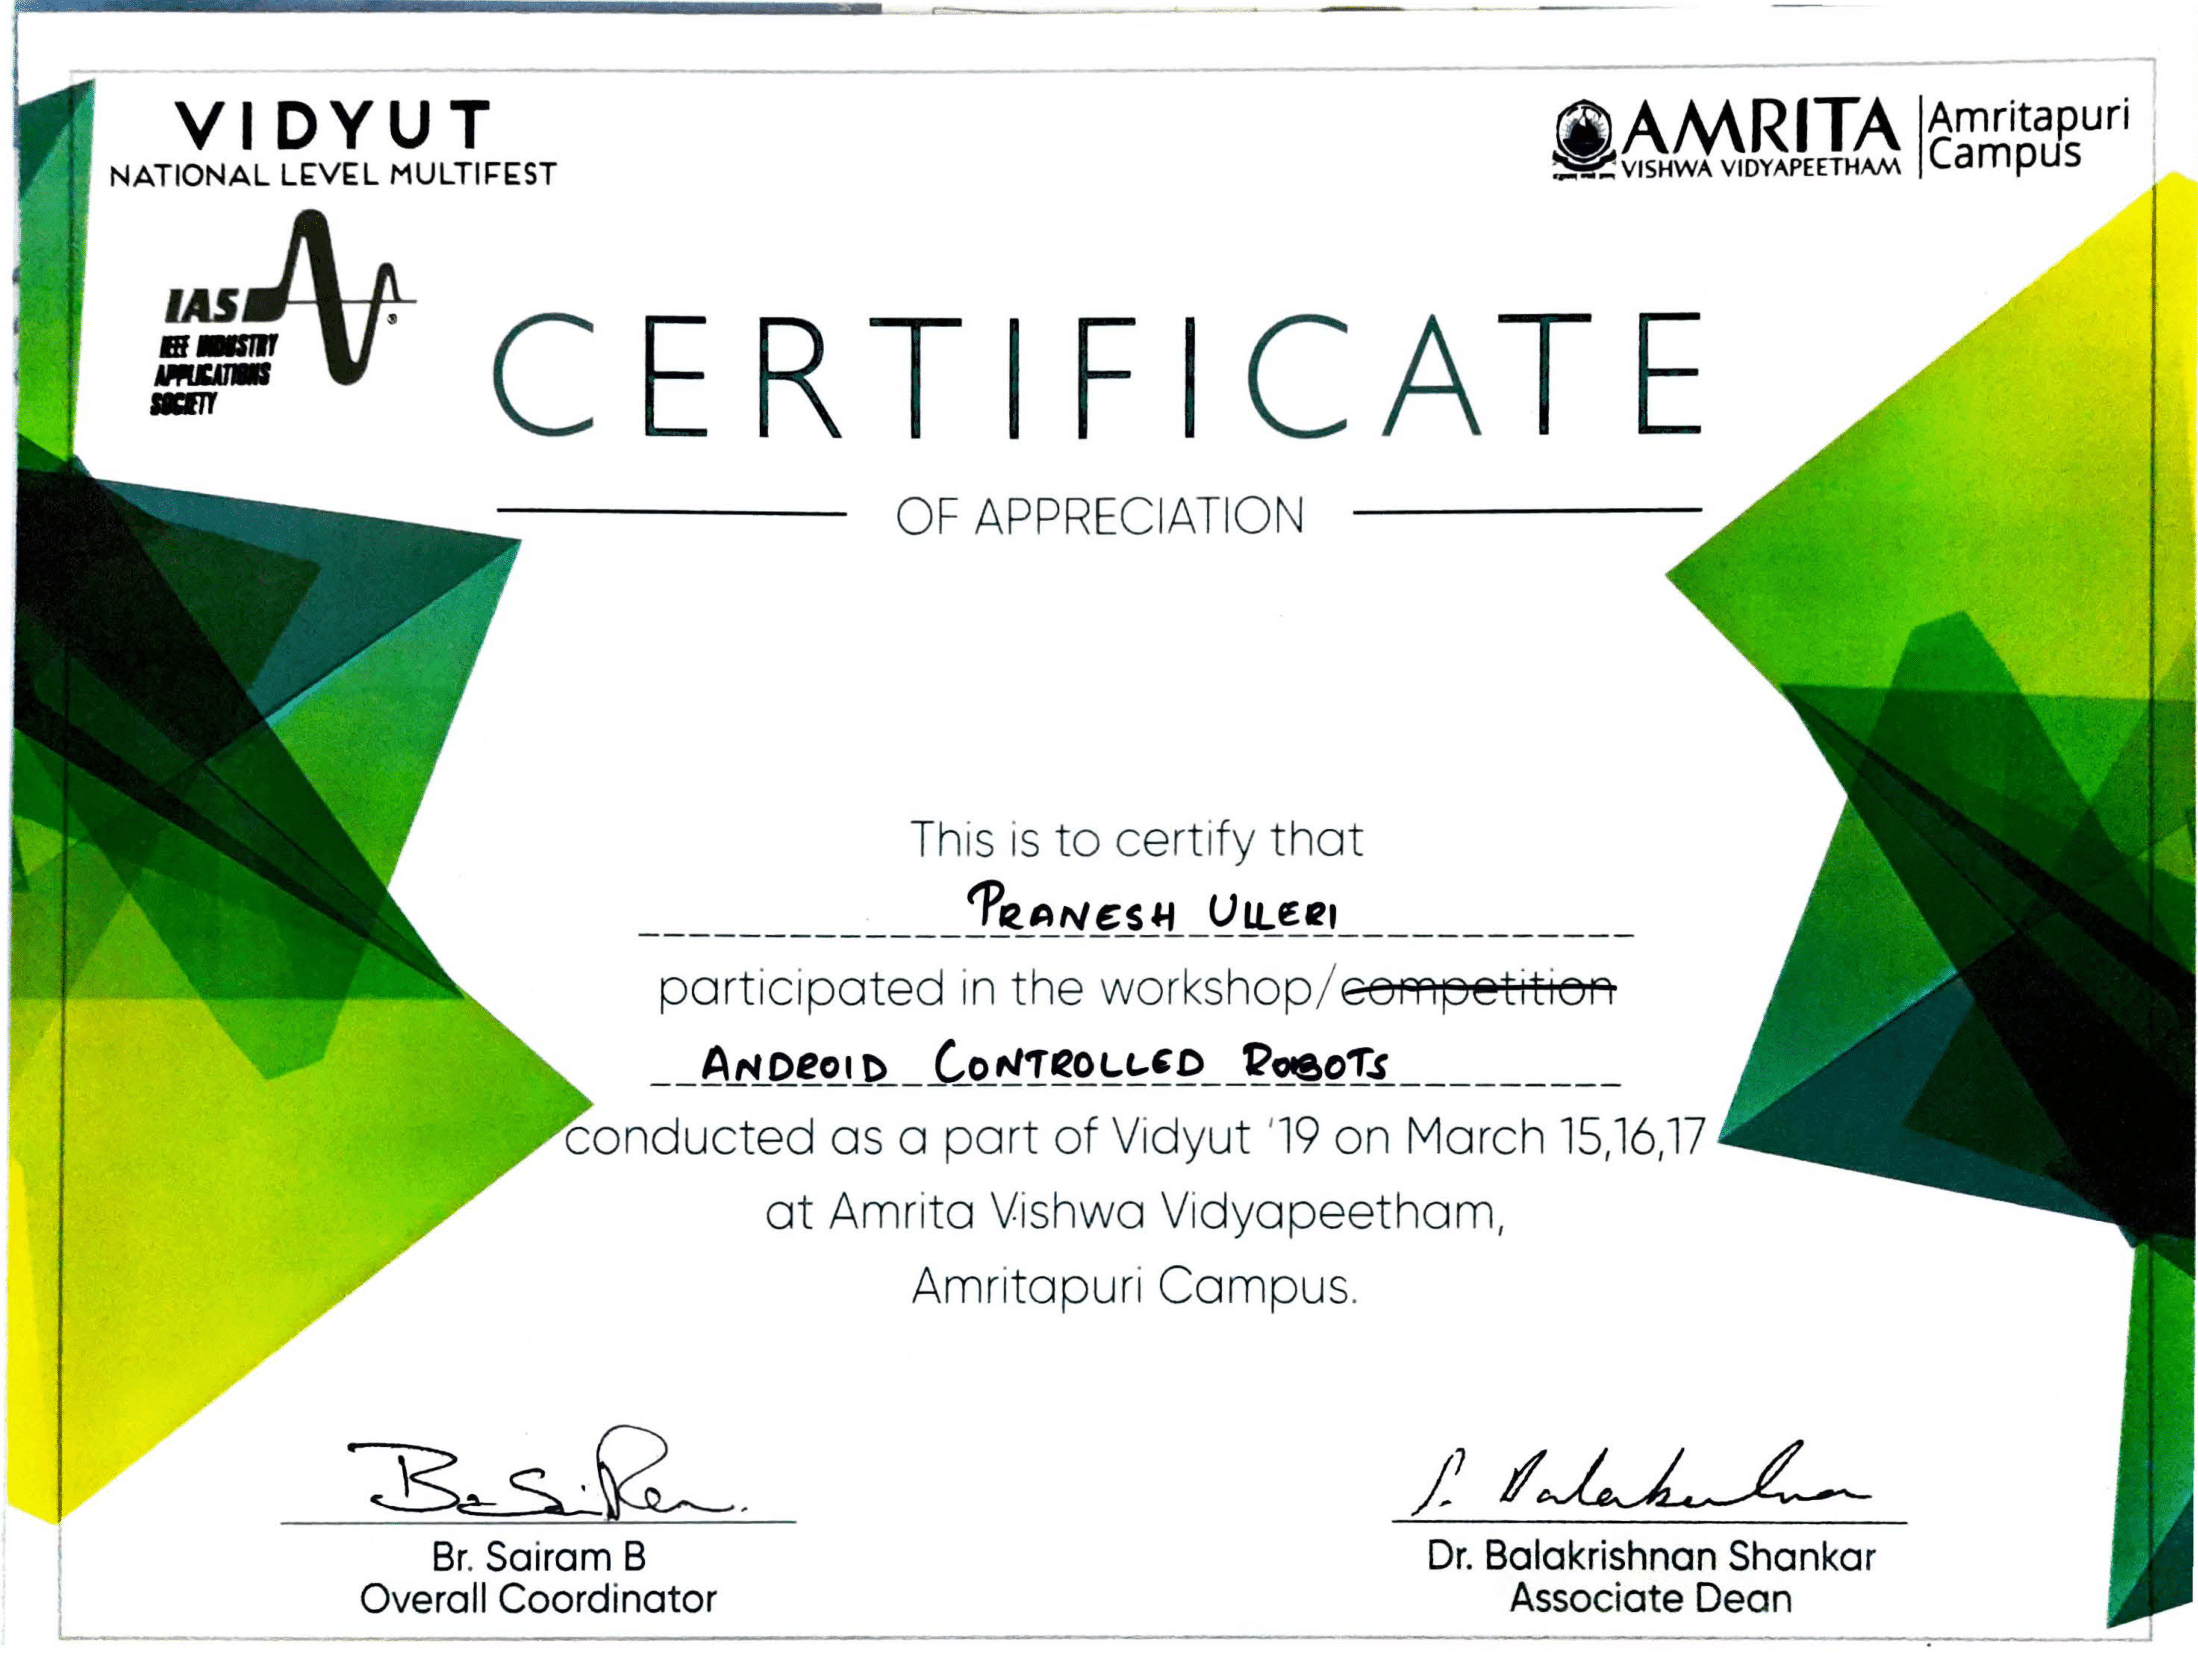 VIDYUT
NATIONAL LEVEL MULTIFEST
AMRITA
VISHWA VIDYAPEETHAM
Amritapuri
Campus
IAS
IEEE INDUSTRY
APPLICATIONS
SOCIETY
CERTIFICATE
OF APPRECIATION
This is to certify that
PRANESH ULLERI
participated in the workshop/competition
ANDROID CONTROLLED ROBOTS
conducted as a part of Vidyut '19 on March 15,16,17
at Amrita Vishwa Vidyapeetham,
Amritapuri Campus.
Br. Sairam B
Overall Coordinator
Dr. Balakrishnan Shankar
Associate Dean